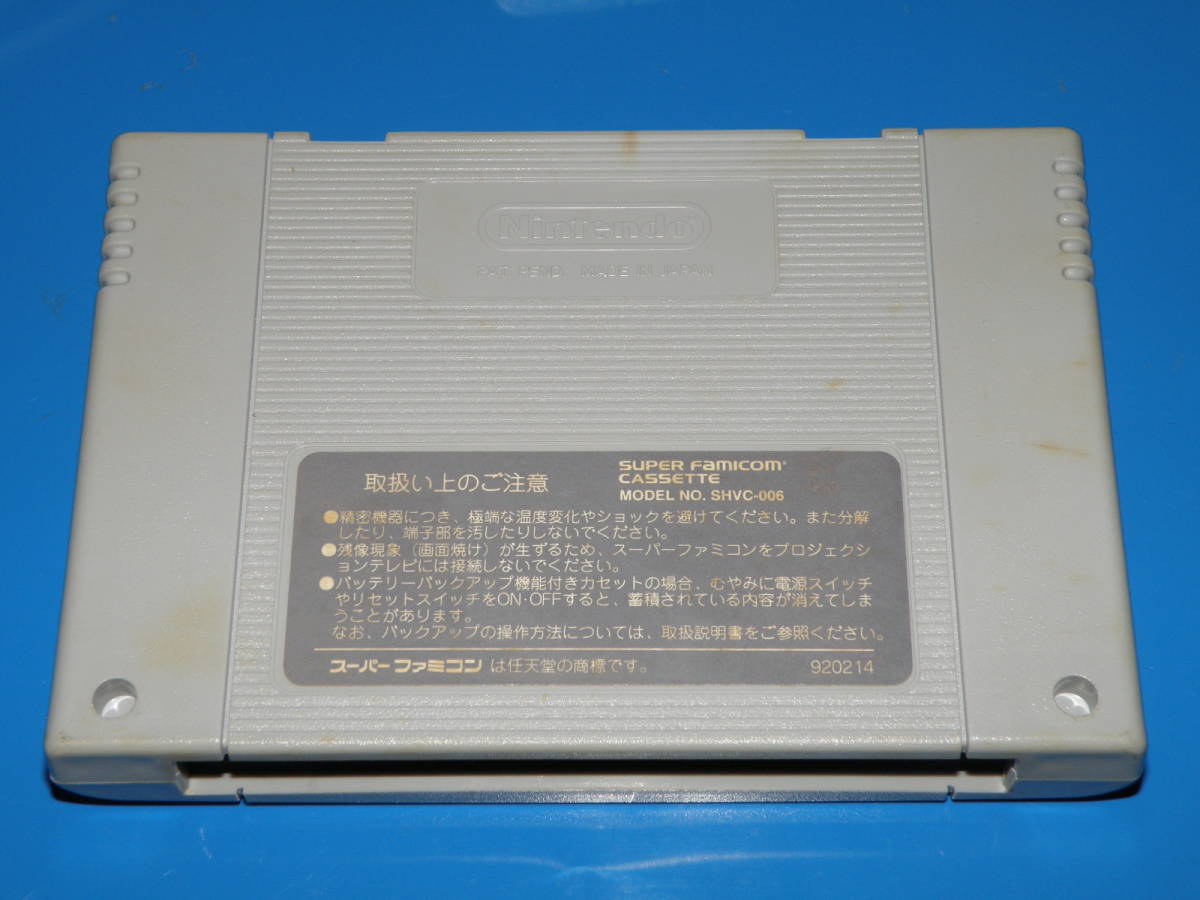 Nintendo®
PAT. PEND. MADE IN JAPAN
取扱い上のご注意
SUPER FAMICOM®
CASSETTE
MODEL NO. SHVC-006
●精密機器につき、極端な温度変化やショックを避けてください。また分解
したり、端子部を汚したりしないでください。
●残像現象（画面焼け）が生ずるため、スーパーファミコンをプロジェクシ
ョンテレビには接続しないでください。
●バッテリーバックアップ機能付きカセットの場合、むやみに電源スイッチ
やリセットスイッチをON・OFFすると、蓄積されている内容が消えてしま
うことがあります。
なお、バックアップの操作方法については、取扱説明書をご参照ください。
スーパーファミコンは任天堂の商標です。
920214